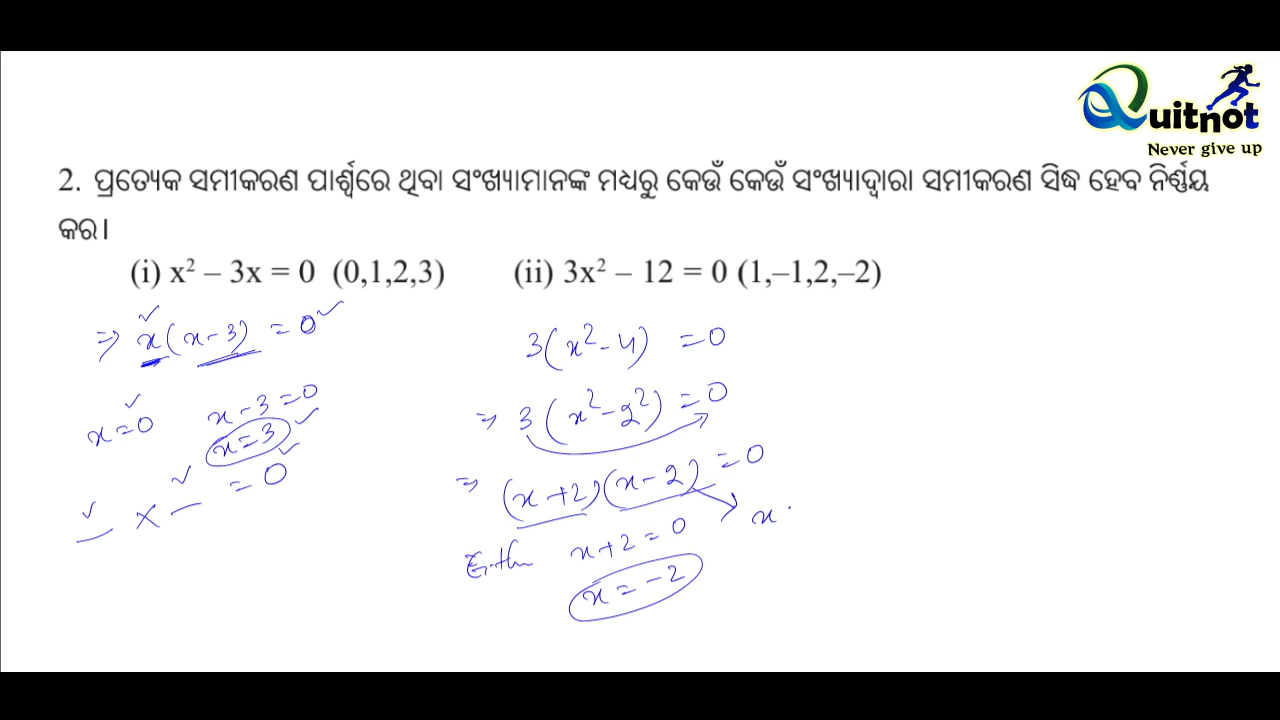 Quitnot
Never give up
2. ପ୍ରତ୍ୟେକ ସମୀକରଣ ପାର୍ଶ୍ୱରେ ଥିବା ସଂଖ୍ୟାମାନଙ୍କ ମଧ୍ୟରୁ କେଉଁ କେଉଁ ସଂଖ୍ୟାଦ୍ୱାରା ସମୀକରଣ ସିଦ୍ଧ ହେବ ନିର୍ଣ୍ଣୟ
କର।
(i) x² – 3x = 0 (0,1,2,3) (ii) 3x² – 12 = 0 (1,–1,2,–2)
⇒ x(x-3) = 0
x=0 x-3=0
x=3
— × — = 0
3(x²-4) =0
⇒ 3(x²-2²)=0
⇒ (x+2)(x-2)=0
x+2=0 x
x=-2